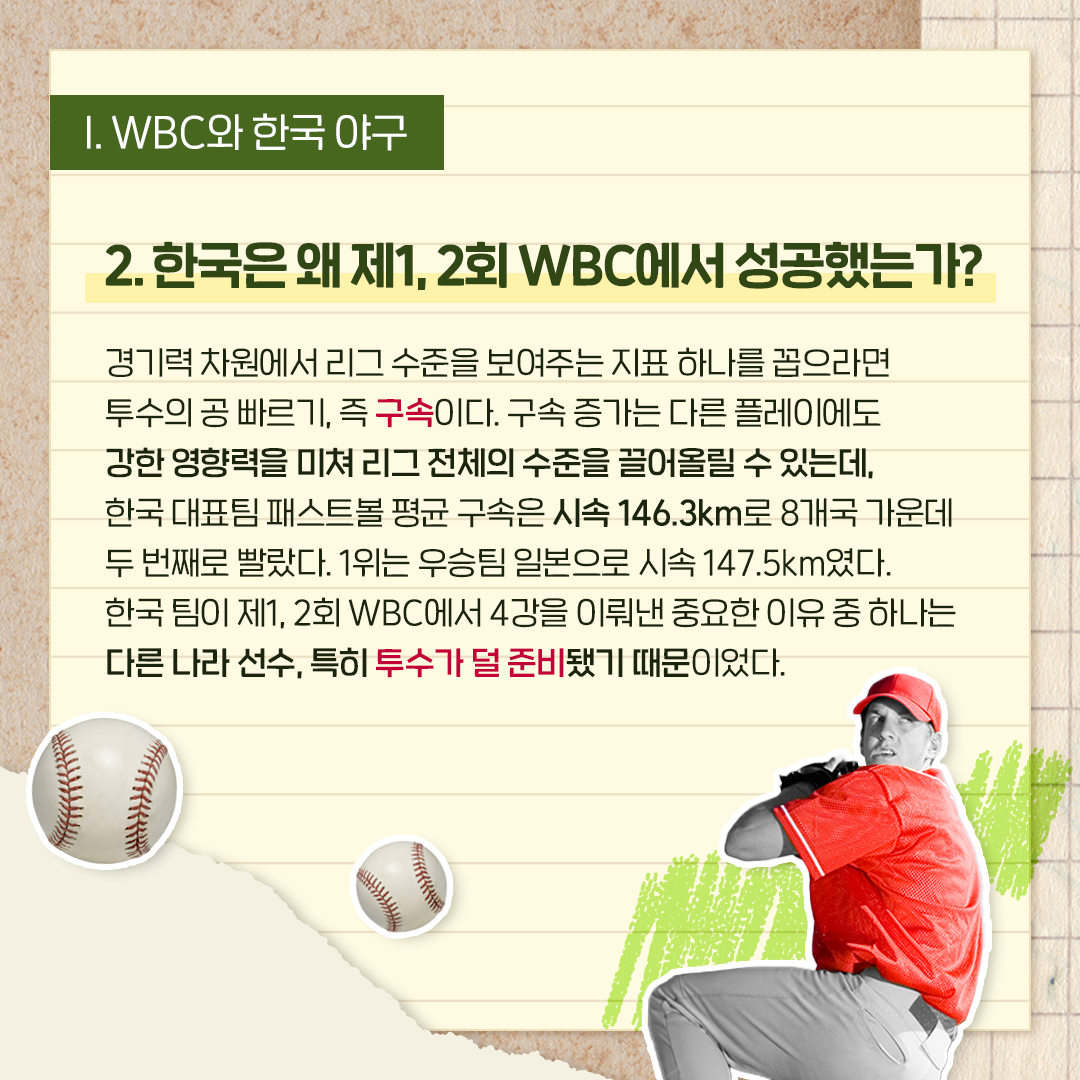 I. WBC와 한국 야구
2. 한국은 왜 제1, 2회 WBC에서 성공했는가?
경기력 차원에서 리그 수준을 보여주는 지표 하나를 꼽으라면
투수의 공 빠르기, 즉 구속이다. 구속 증가는 다른 플레이에도
강한 영향력을 미쳐 리그 전체의 수준을 끌어올릴 수 있는데,
한국 대표팀 패스트볼 평균 구속은 시속 146.3km로 8개국 가운데
두 번째로 빨랐다. 1위는 우승팀 일본으로 시속 147.5km였다.
한국 팀이 제1, 2회 WBC에서 4강을 이뤄낸 중요한 이유 중 하나는
다른 나라 선수, 특히 투수가 덜 준비됐기 때문이었다.